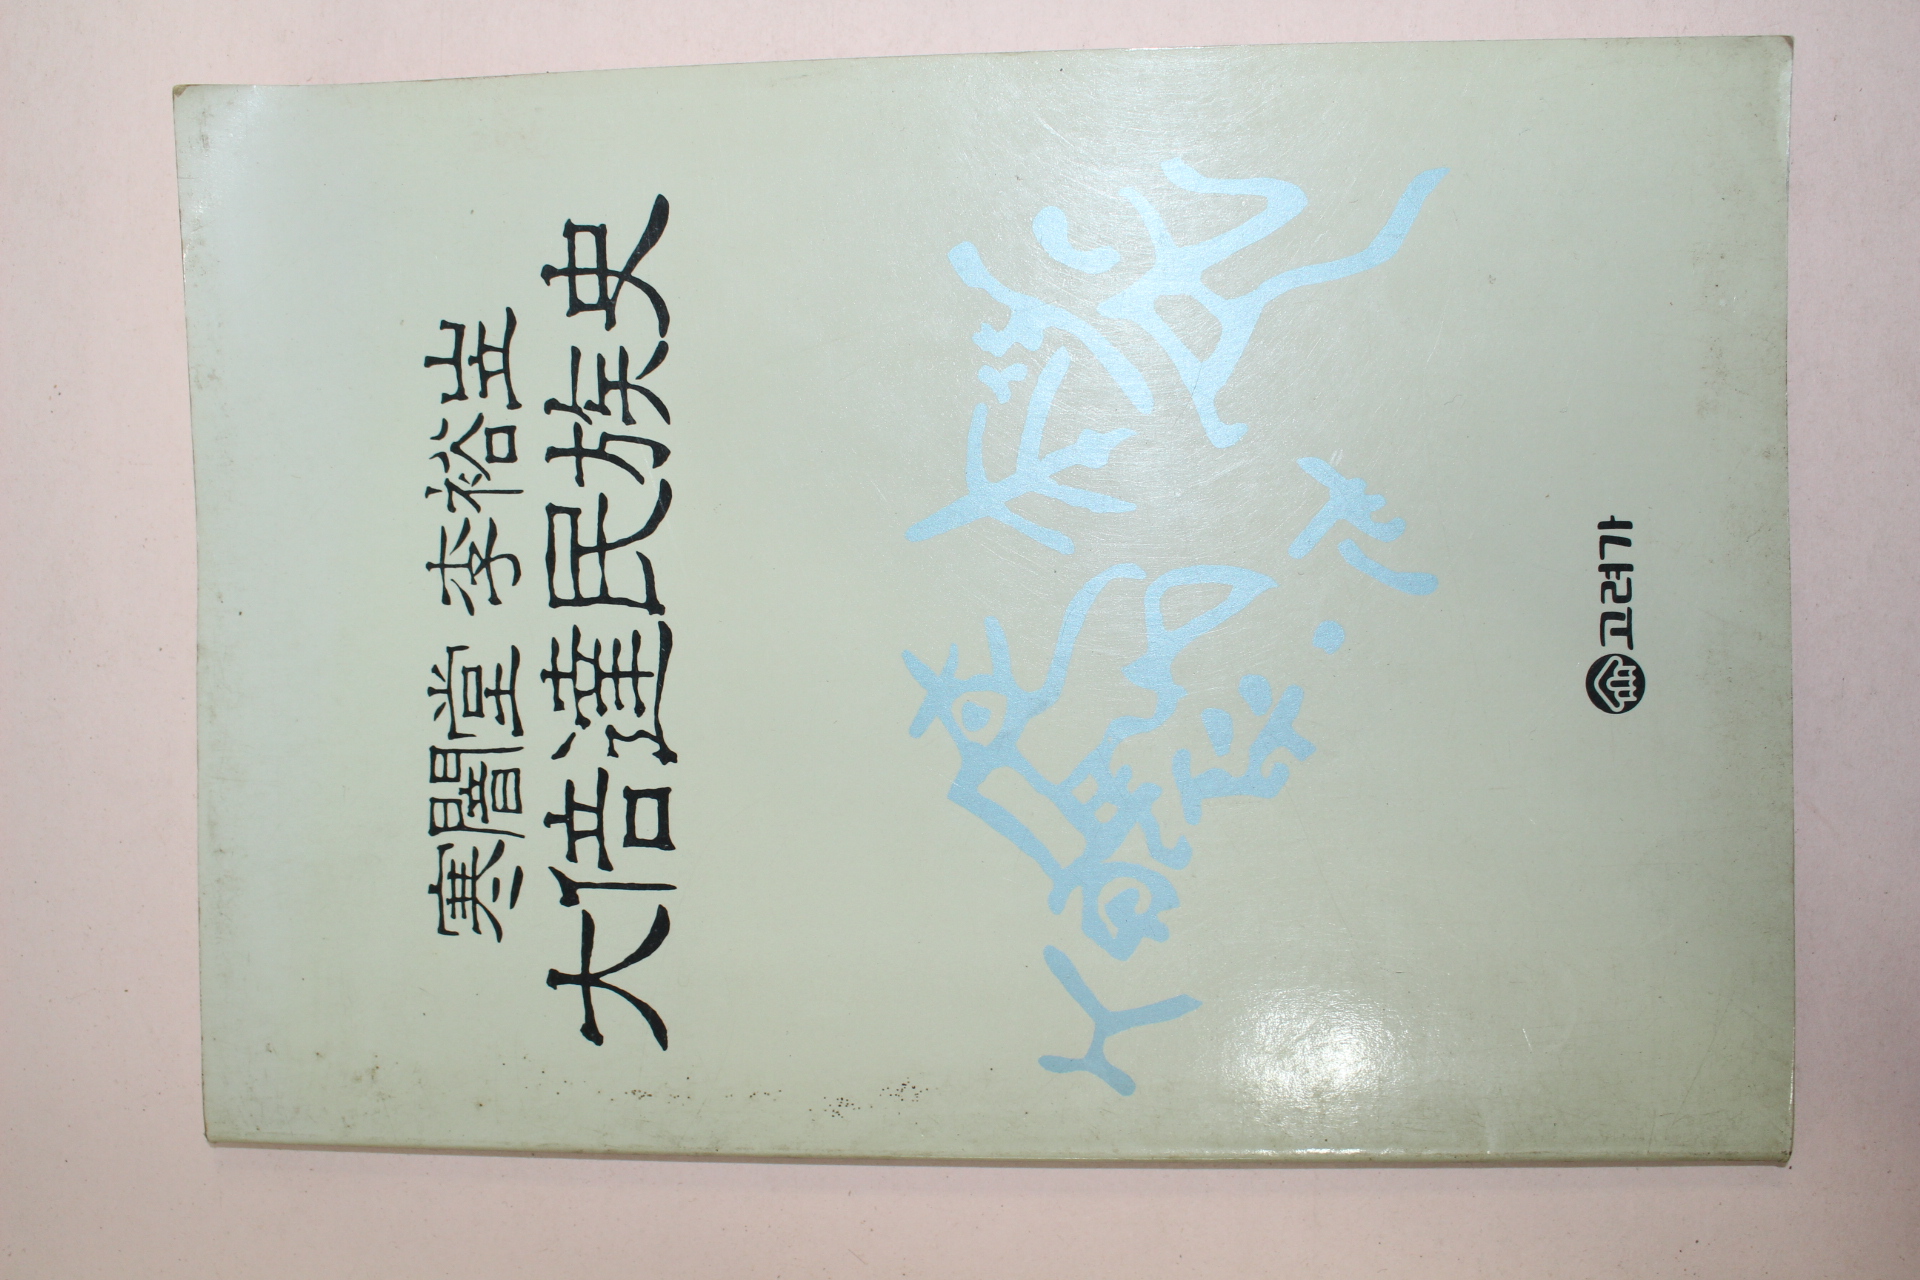 寒闇堂 李裕岦
大倍達民族史
고려가